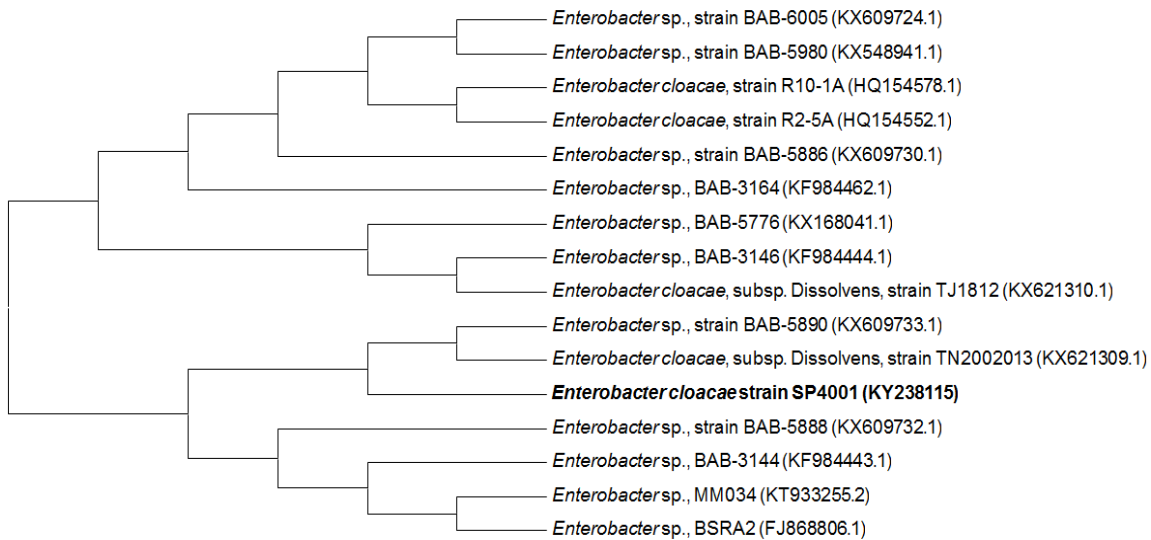 Enterobacter sp., strain BAB-6005 (KX609724.1)
Enterobacter sp., strain BAB-5980 (KX548941.1)
Enterobacter cloacae, strain R10-1A (HQ154578.1)
Enterobacter cloacae, strain R2-5A (HQ154552.1)
Enterobacter sp., strain BAB-5886 (KX609730.1)
Enterobacter sp., BAB-3164 (KF984462.1)
Enterobacter sp., BAB-5776 (KX168041.1)
Enterobacter sp., BAB-3146 (KF984444.1)
Enterobacter cloacae, subsp. Dissolvens, strain TJ1812 (KX621310.1)
Enterobacter sp., strain BAB-5890 (KX609733.1)
Enterobacter cloacae, subsp. Dissolvens, strain TN2002013 (KX621309.1)
Enterobacter cloacae strain SP4001 (KY238115)
Enterobacter sp., strain BAB-5888 (KX609732.1)
Enterobacter sp., BAB-3144 (KF984443.1)
Enterobacter sp., MM034 (KT933255.2)
Enterobacter sp., BSRA2 (FJ868806.1)